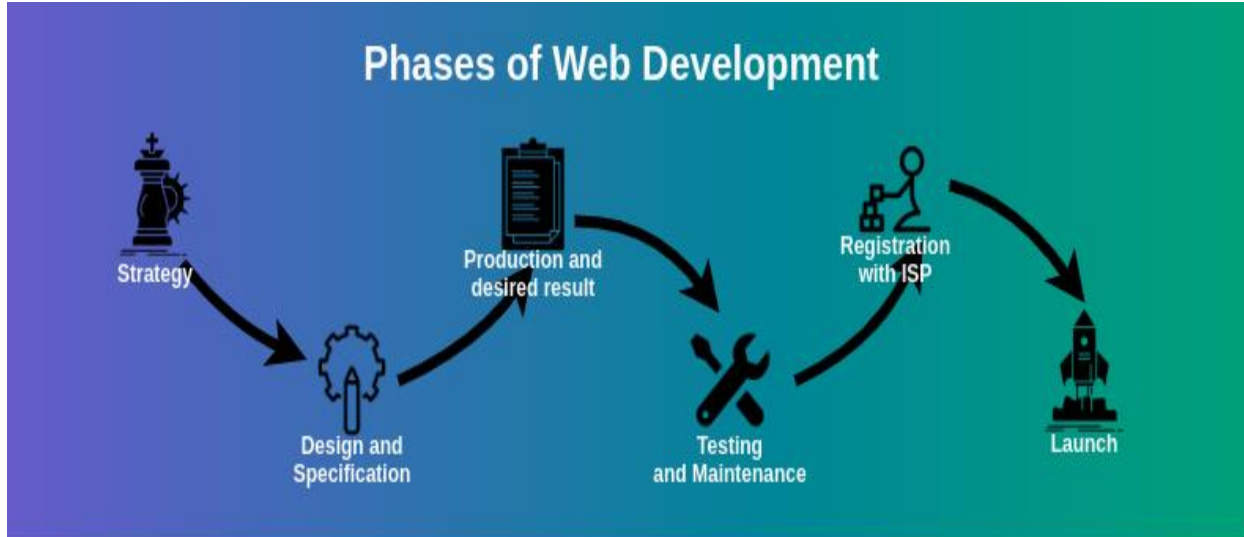 Phases of Web Development
Strategy
Design and
Specification
Production and
desired result
Testing
and Maintenance
Registration
with ISP
Launch